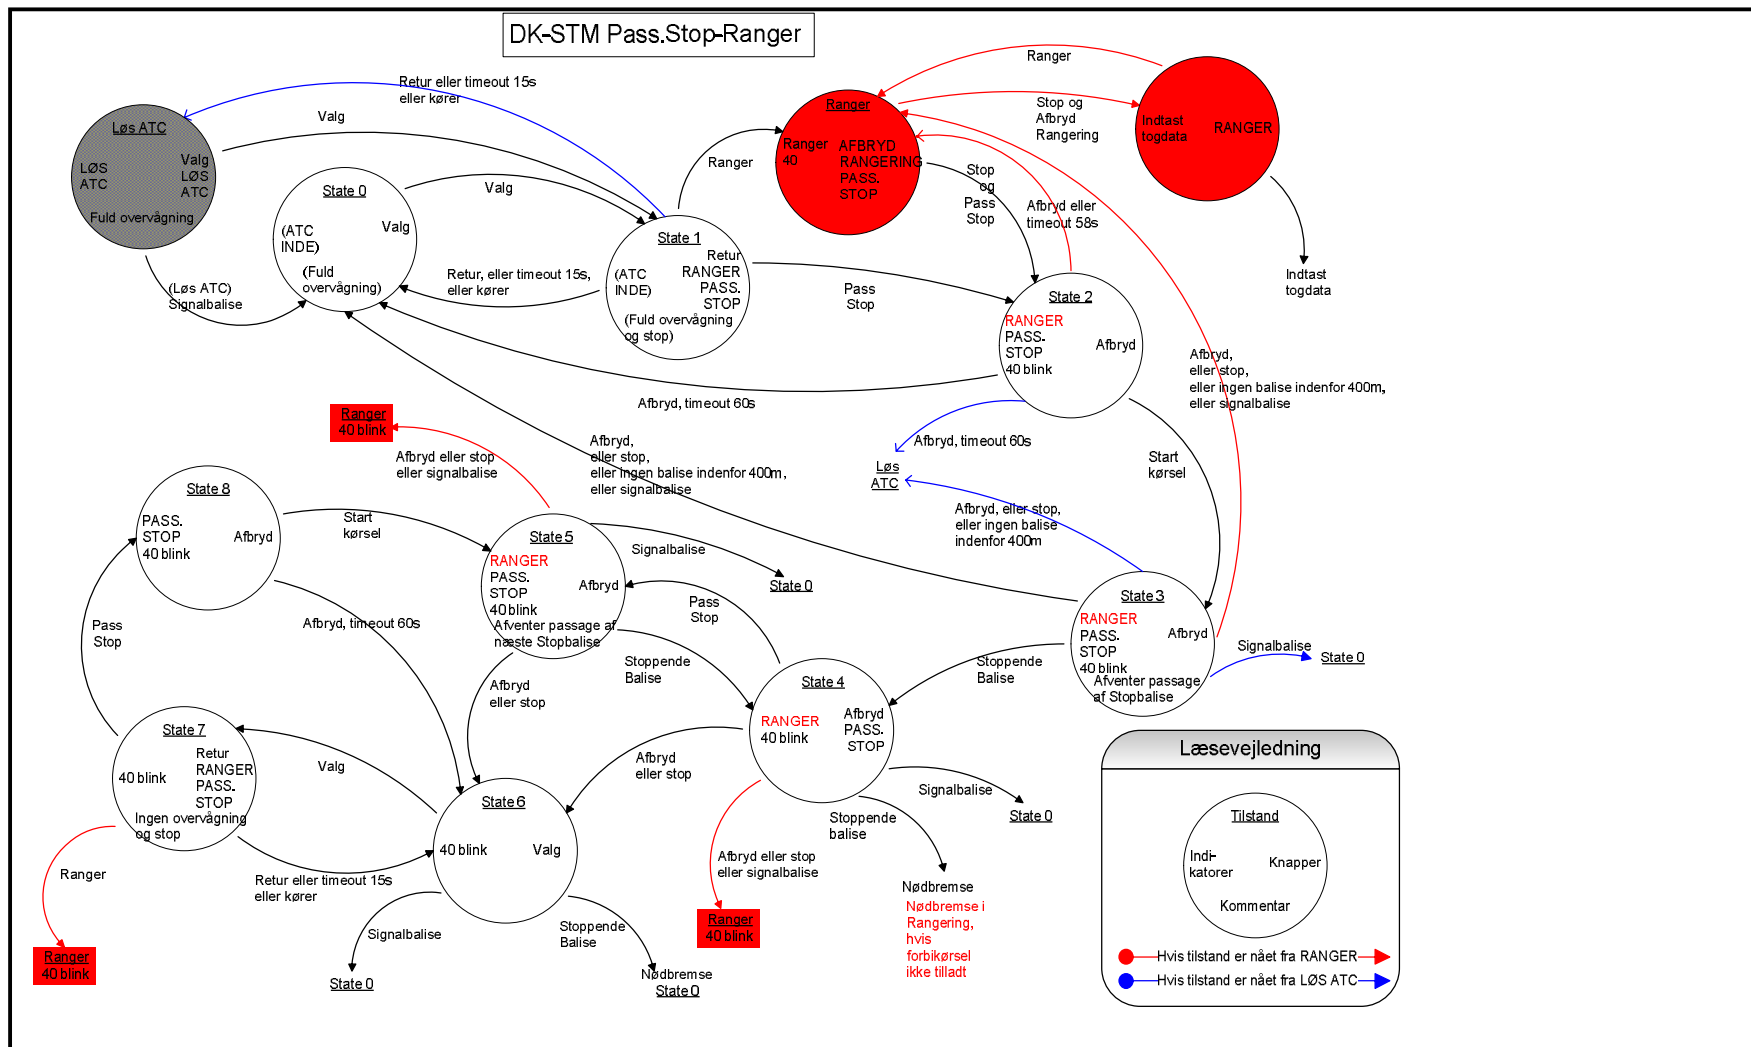 DK-STM Pass.Stop-Ranger
Løs ATC
LØS
ATC
Valg
LØS
ATC
Fuld overvågning
Retur eller timeout 15s
eller kører
Valg
State 0
(ATC
INDE)
Valg
(Fuld
overvågning)
(Løs ATC)
Signalbalise
Valg
Retur, eller timeout 15s,
eller kører
State 1
(ATC
INDE)
Retur
RANGER
PASS.
STOP
(Fuld overvågning
og stop)
Ranger
Ranger
Ranger
40
AFBRYD
RANGERING
PASS.
STOP
Ranger
Stop og
Afbryd
Rangering
Indtast
togdata
RANGER
Indtast
togdata
Stop
og
Pass
Stop
Afbryd eller
timeout 58s
Pass
Stop
State 2
RANGER
PASS.
STOP
40 blink
Afbryd
Afbryd,
eller stop,
eller ingen balise indenfor 400m,
eller signalbalise
Afbryd, timeout 60s
Afbryd, timeout 60s
Løs
ATC
Start
kørsel
Afbryd, eller stop,
eller ingen balise
indenfor 400m
Afbryd,
eller stop,
eller ingen balise indenfor 400m,
eller signalbalise
Ranger
40 blink
Afbryd eller stop
eller signalbalise
State 8
PASS.
STOP
40 blink
Afbryd
Start
kørsel
State 5
RANGER
PASS.
STOP
40 blink
Afbryd
Afventer passage af
næste Stopbalise
Signalbalise
State 0
Pass
Stop
State 3
RANGER
PASS.
STOP
40 blink
Afbryd
Afventer passage
af Stopbalise
Signalbalise
State 0
Stoppende
Balise
Stoppende
Balise
Afbryd, timeout 60s
Pass
Stop
Afbryd
eller stop
State 4
RANGER
40 blink
Afbryd
PASS.
STOP
Afbryd
eller stop
State 7
40 blink
Retur
RANGER
PASS.
STOP
Ingen overvågning
og stop
Valg
State 6
40 blink
Valg
Retur eller timeout 15s
eller kører
Ranger
Ranger
40 blink
Signalbalise
State 0
Stoppende
Balise
Nødbremse
State 0
Afbryd eller stop
eller signalbalise
Ranger
40 blink
Stoppende
balise
Signalbalise
State 0
Nødbremse
Nødbremse i
Rangering,
hvis
forbikørsel
ikke tilladt
Læsevejledning
Tilstand
Indi-
katorer
Knapper
Kommentar
Hvis tilstand er nået fra RANGER
Hvis tilstand er nået fra LØS ATC